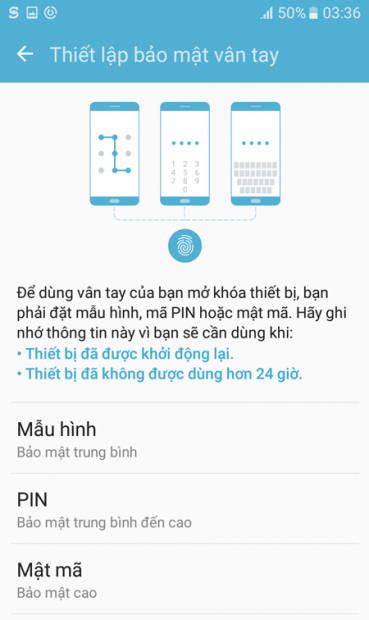 S 50% 03:36
Thiết lập bảo mật vân tay
1 2 3
4 5 6
7 8 9
0
Để dùng vân tay của bạn mở khóa thiết bị, bạn
phải đặt mẫu hình, mã PIN hoặc mật mã. Hãy ghi
nhớ thông tin này vì bạn sẽ cần dùng khi:
• Thiết bị đã được khởi động lại.
• Thiết bị đã không được dùng hơn 24 giờ.
Mẫu hình
Bảo mật trung bình
PIN
Bảo mật trung bình đến cao
Mật mã
Bảo mật cao